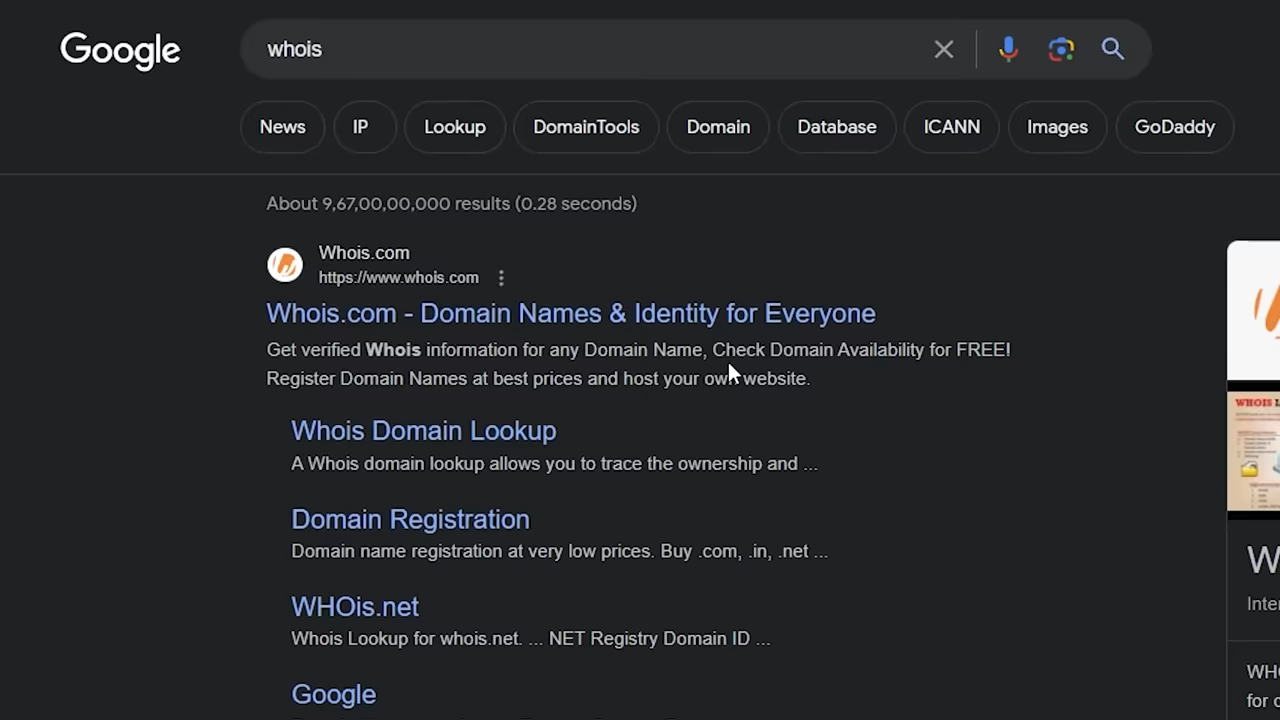 Google
whois
News IP Lookup DomainTools Domain Database ICANN Images GoDaddy
About 9,67,00,00,000 results (0.28 seconds)
Whois.com
https://www.whois.com
Whois.com - Domain Names & Identity for Everyone
Get verified Whois information for any Domain Name, Check Domain Availability for FREE!
Register Domain Names at best prices and host your own website.
Whois Domain Lookup
A Whois domain lookup allows you to trace the ownership and ...
Domain Registration
Domain name registration at very low prices. Buy .com, .in, .net ...
WHOis.net
Whois Lookup for whois.net. ... NET Registry Domain ID ...
Google
WHOIS